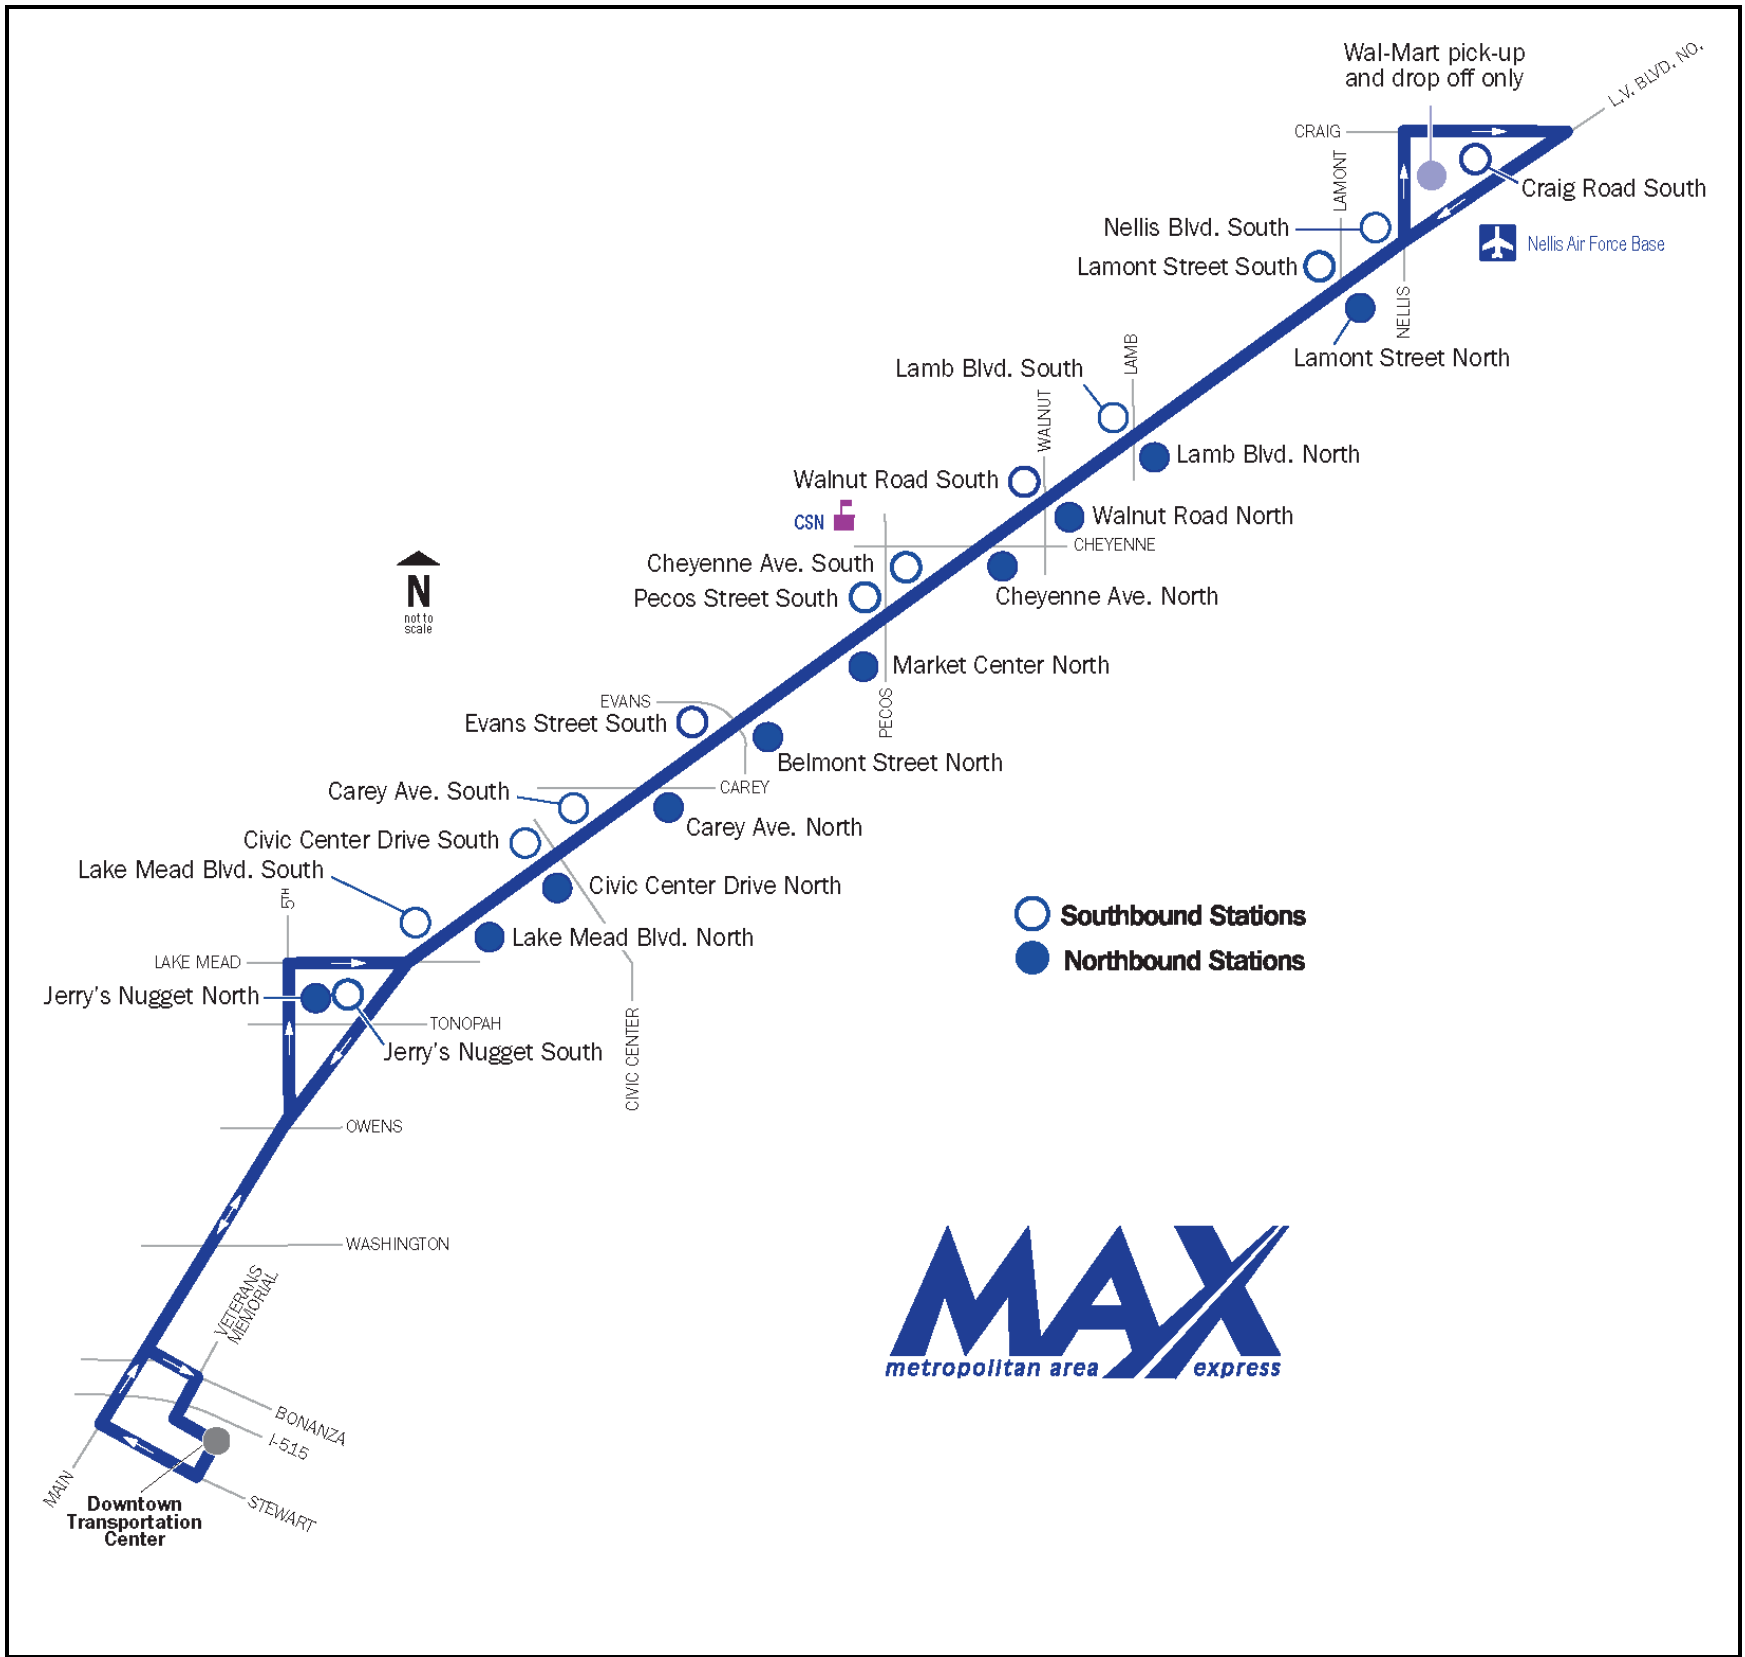 Wal-Mart pick-up
and drop off only
L.V. BLVD. NO.
CRAIG
LAMONT
Craig Road South
Nellis Blvd. South
Nellis Air Force Base
Lamont Street South
NELLIS
Lamont Street North
LAMB
Lamb Blvd. South
WALNUT
Lamb Blvd. North
Walnut Road South
CSN
Walnut Road North
CHEYENNE
Cheyenne Ave. South
N
not to
scale
Pecos Street South
Cheyenne Ave. North
Market Center North
PECOS
EVANS
Evans Street South
Belmont Street North
CAREY
Carey Ave. South
Carey Ave. North
Civic Center Drive South
Lake Mead Blvd. South
Civic Center Drive North
5TH
Southbound Stations
Lake Mead Blvd. North
Northbound Stations
LAKE MEAD
Jerry's Nugget North
TONOPAH
Jerry's Nugget South
CIVIC CENTER
OWENS
WASHINGTON
VETERANS
MEMORIAL
MAX
metropolitan area express
BONANZA
I-515
MAIN
STEWART
Downtown
Transportation
Center